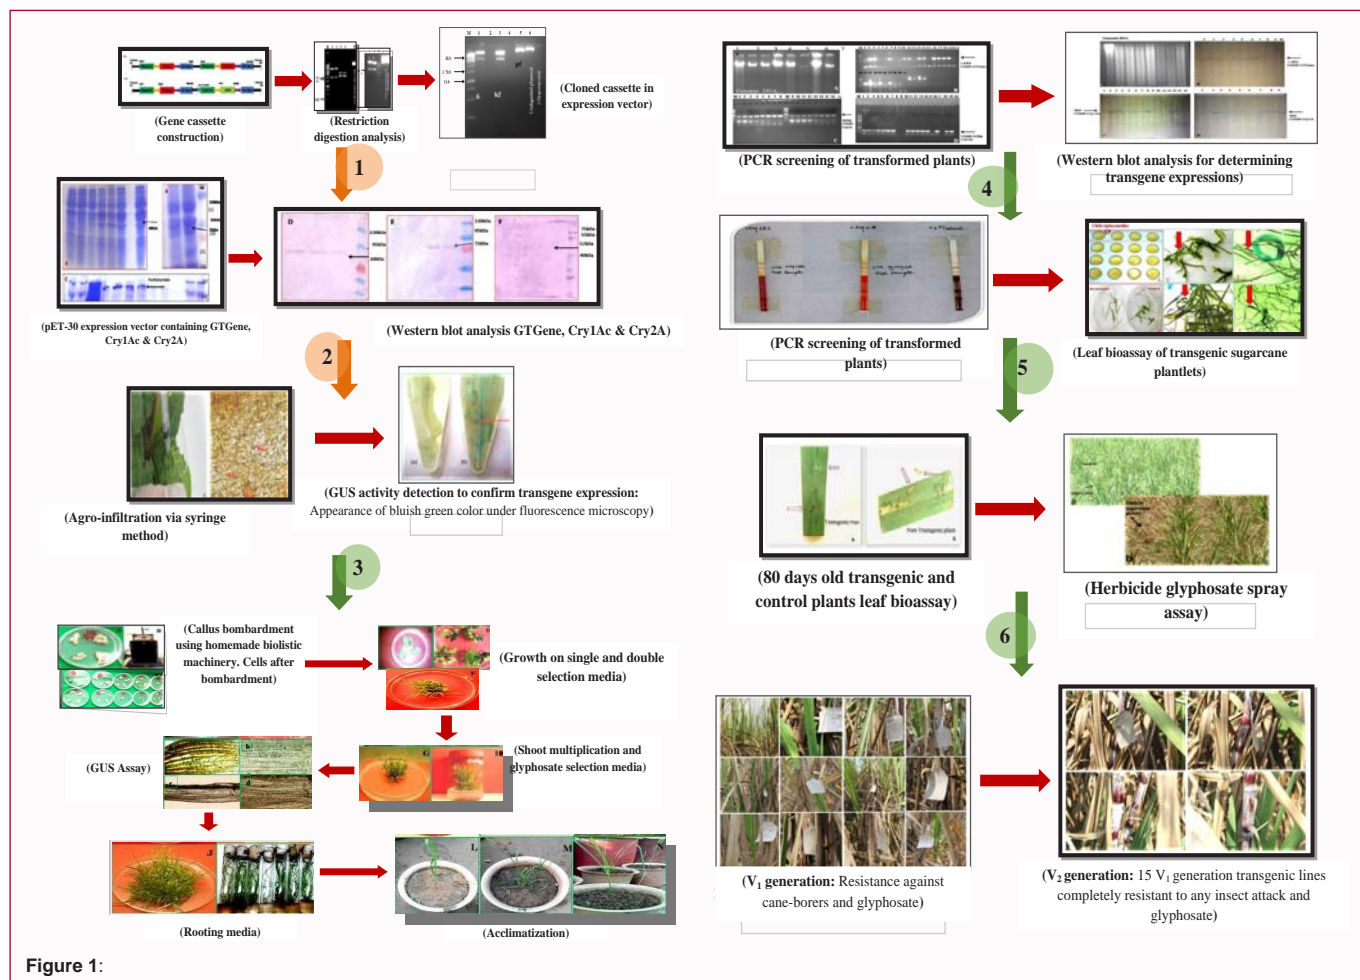 (Gene cassette
construction)
(Restriction
digestion analysis)
(Cloned cassette in
expression vector)
1
(pET-30 expression vector containing GTGene,
Cry1Ac & Cry2A)
D
E
F
(Western blot analysis GTGene, Cry1Ac & Cry2A)
2
(Agro-infiltration via syringe
method)
(GUS activity detection to confirm transgene expression:
Appearance of bluish green color under fluorescence microscopy)
3
(Callus bombardment
using homemade biolistic
machinery. Cells after
bombardment)
(Growth on single and double
selection media)
G
(Shoot multiplication and
glyphosate selection media)
(GUS Assay)
J
(Rooting media)
L
M
N
(Acclimatization)
A
B
C
D
(PCR screening of transformed plants)
(Western blot analysis for determining
transgene expressions)
4
(PCR screening of transformed
plants)
(Leaf bioassay of transgenic sugarcane
plantlets)
5
Non Transgenic plant
A
B
(80 days old transgenic and
control plants leaf bioassay)
a
b
(Herbicide glyphosate spray
assay)
6
(V1 generation: Resistance against
cane-borers and glyphosate)
(V2 generation: 15 V1 generation transgenic lines
completely resistant to any insect attack and
glyphosate)
Figure 1: